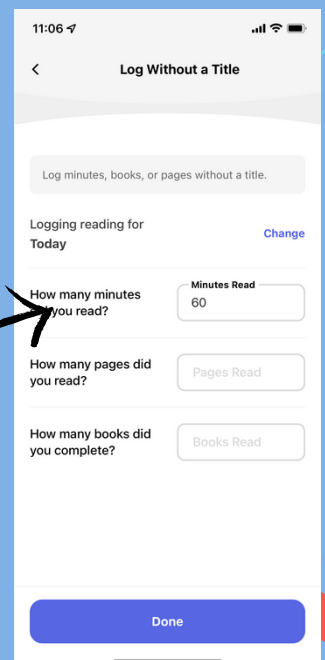 11:06
Log Without a Title
Log minutes, books, or pages without a title.
Logging reading for
Today
Change
How many minutes
you read?
Minutes Read
60
How many pages did
you read?
Pages Read
How many books did
you complete?
Books Read
Done